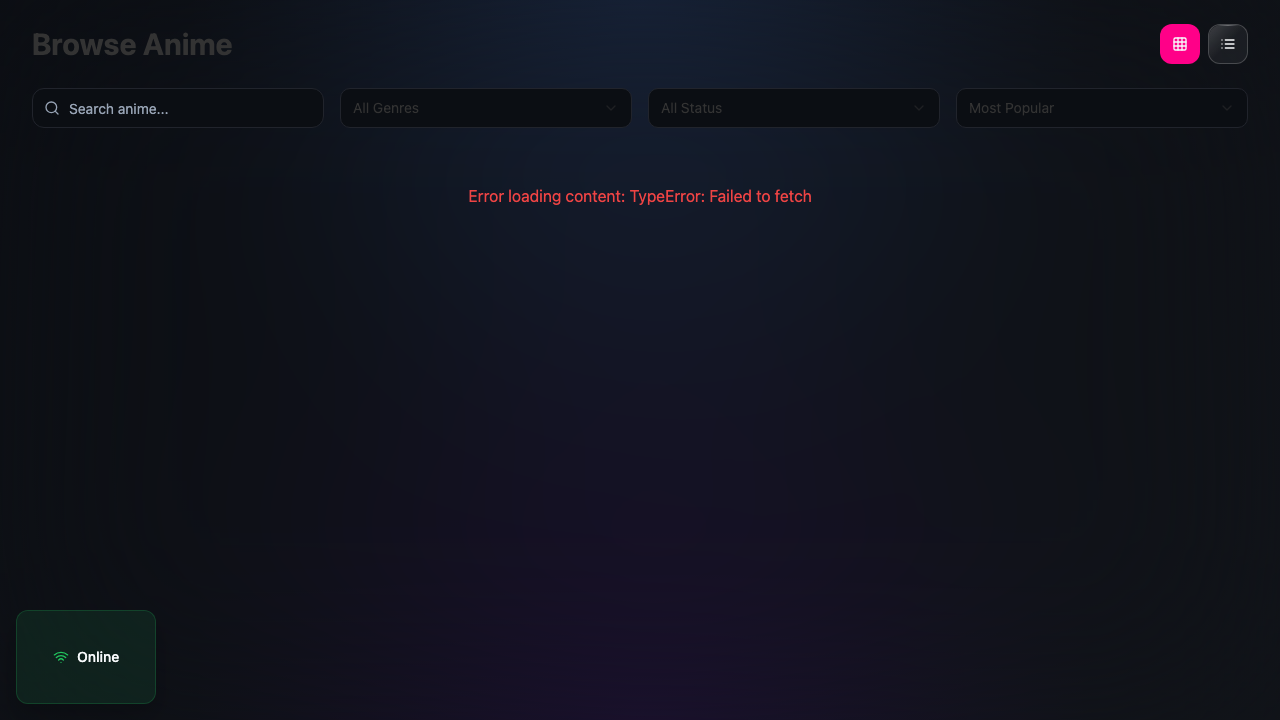 Browse Anime
Search anime...
All Genres
All Status
Most Popular
Error loading content: TypeError: Failed to fetch
Online